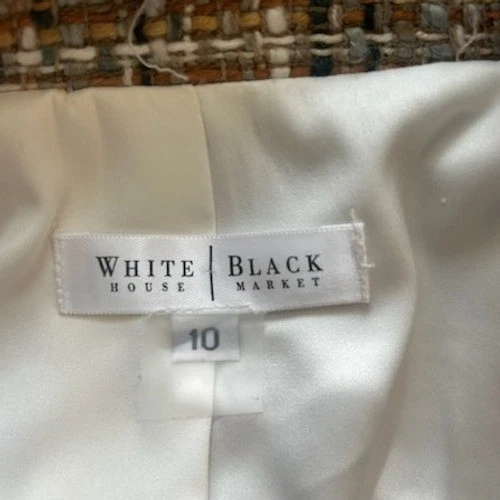 WHITE | BLACK
HOUSE | MARKET
10